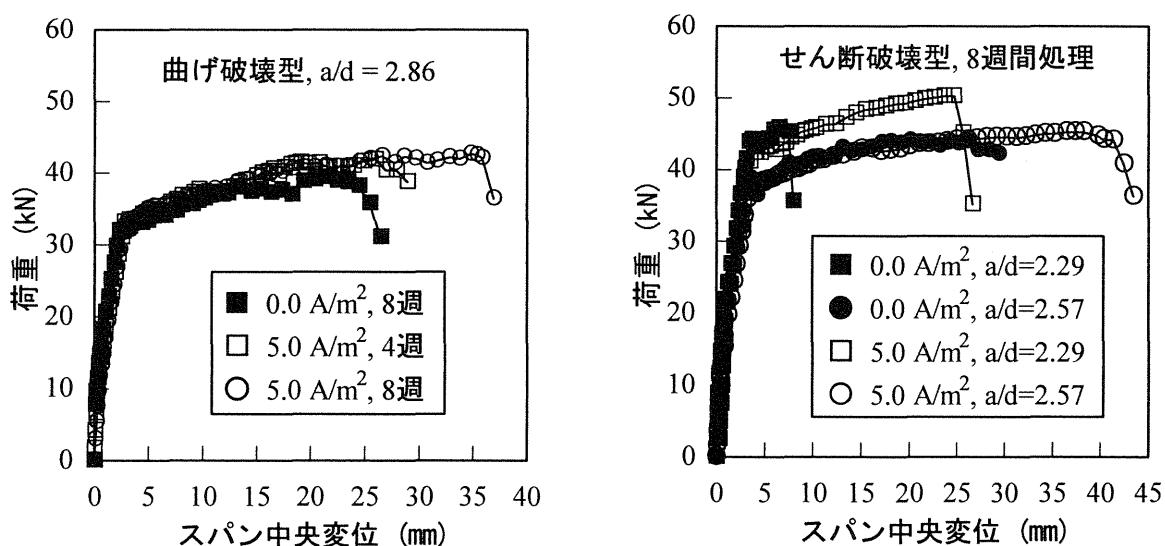 曲げ破壊型, a/d = 2.86
荷重 (kN)
60
50
40
30
20
10
0
0.0 A/m², 8週
5.0 A/m², 4週
5.0 A/m², 8週
0 5 10 15 20 25 30 35 40
スパン中央変位 (mm)
せん断破壊型, 8週間処理
荷重 (kN)
60
50
40
30
20
10
0
0.0 A/m², a/d=2.29
0.0 A/m², a/d=2.57
5.0 A/m², a/d=2.29
5.0 A/m², a/d=2.57
0 5 10 15 20 25 30 35 40 45
スパン中央変位 (mm)